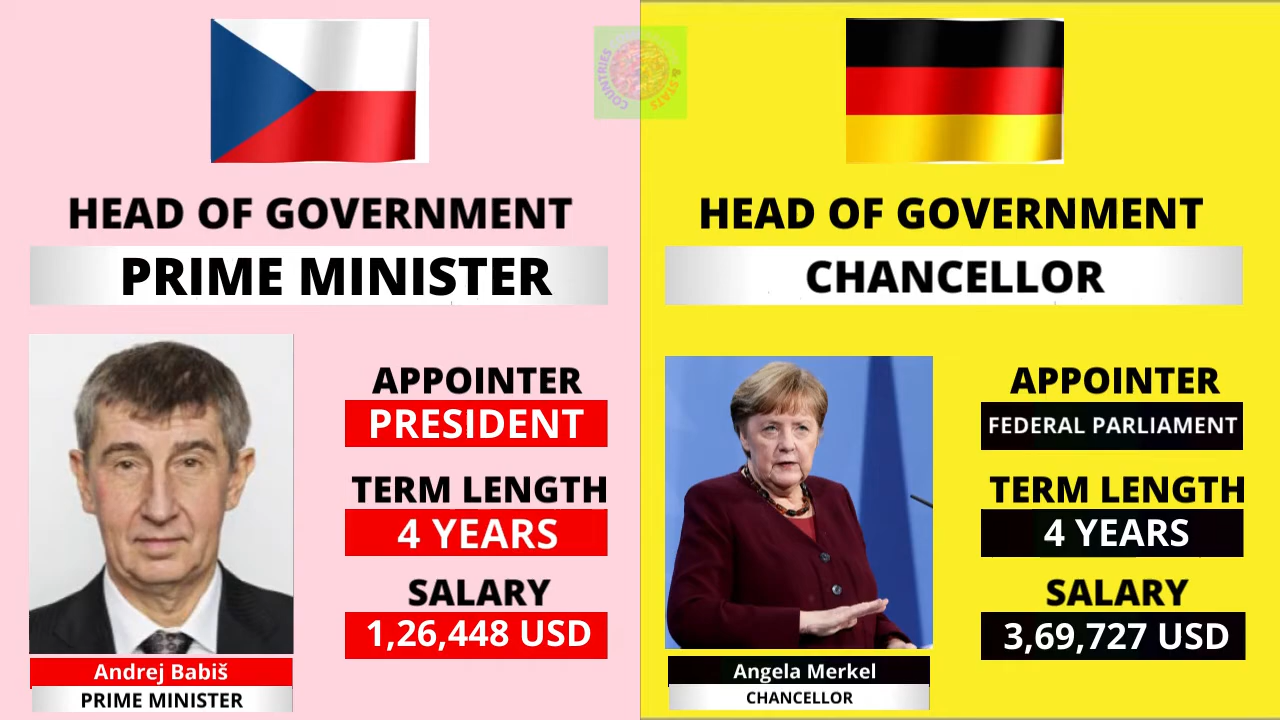 COUNTRIES & STATS
HEAD OF GOVERNMENT
PRIME MINISTER
APPOINTER
PRESIDENT
TERM LENGTH
4 YEARS
SALARY
1,26,448 USD
Andrej Babiš
PRIME MINISTER
HEAD OF GOVERNMENT
CHANCELLOR
APPOINTER
FEDERAL PARLIAMENT
TERM LENGTH
4 YEARS
SALARY
3,69,727 USD
Angela Merkel
CHANCELLOR